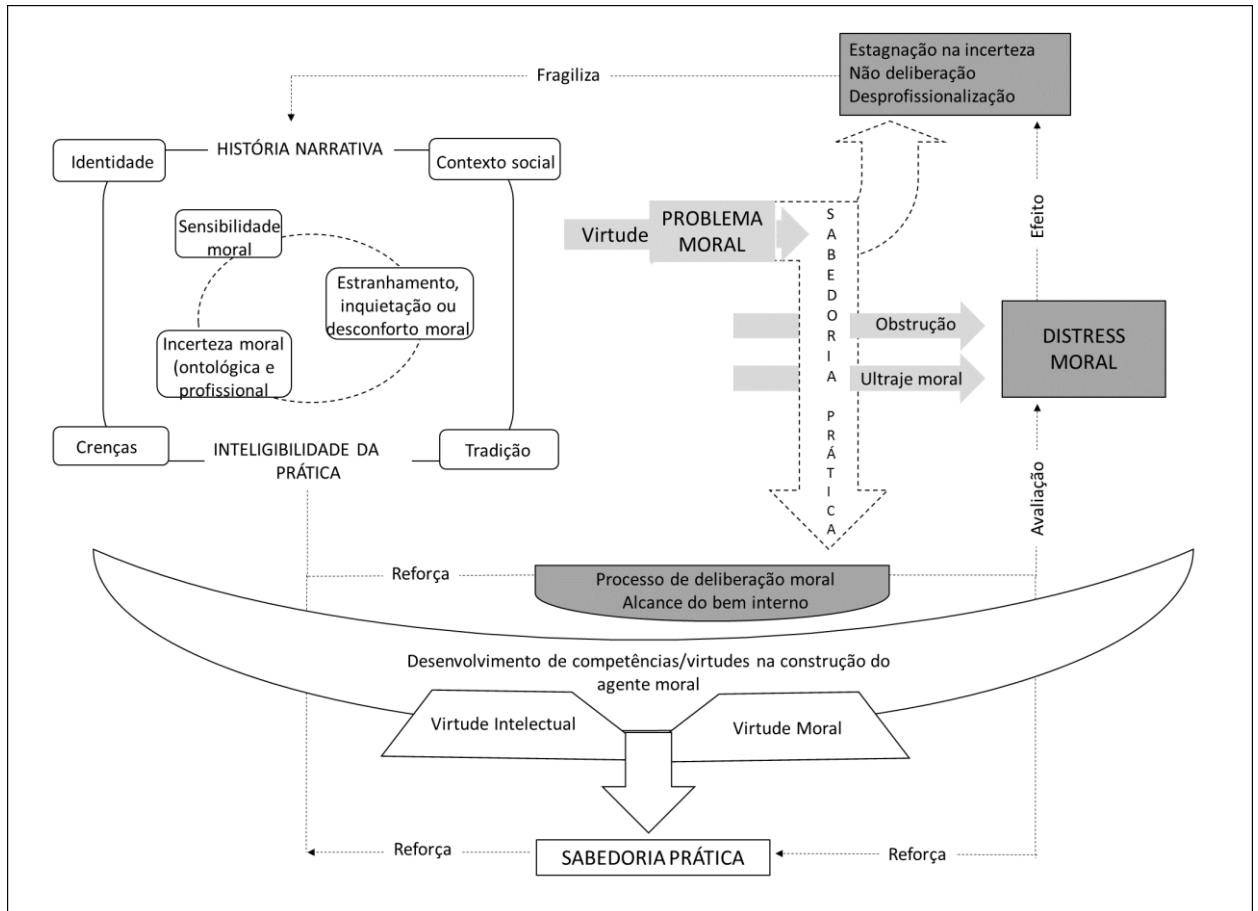 Estagnação na incerteza
Não deliberação
Desprofissionalização
Fragiliza
HISTÓRIA NARRATIVA
Identidade
Contexto social
Sensibilidade
moral
Estranhamento,
inquietação ou
desconforto moral
Incerteza moral
(ontológica e
profissional
Crenças
INTELIGIBILIDADE DA
PRÁTICA
Tradição
Virtude
PROBLEMA
MORAL
SABEDORIA PRÁTICA
Obstrução
Ultraje moral
Efeito
DISTRESS
MORAL
Avaliação
Reforça
Processo de deliberação moral
Alcance do bem interno
Desenvolvimento de competências/virtudes na construção do
agente moral
Virtude Intelectual
Virtude Moral
Reforça
SABEDORIA PRÁTICA
Reforça